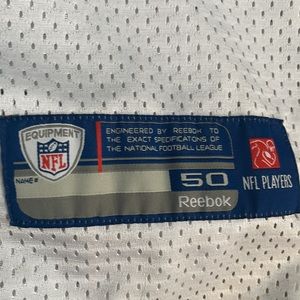 EQUIPMENT
NFL
NAME#
ENGINEERED BY REEBOK TO
THE EXACT SPECIFICATIONS OF
THE NATIONAL FOOTBALL LEAGUE
50
Reebok
NFL PLAYERS